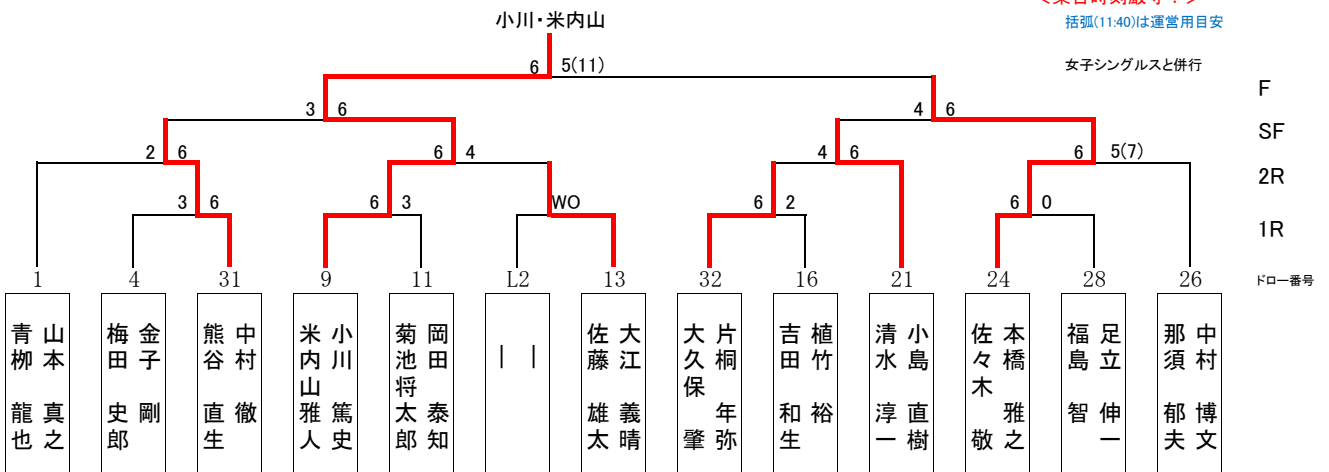 括弧(11:40)は運営用目安
小川・米内山
女子シングルスと併行
6 5(11)
F
3 6
4 6
SF
2 6
6 4
4 6
6 5(7)
2R
3 6
6 3
WO
6 2
6 0
1R
1 4 31 9 11 L2 13 32 16 21 24 28 26
ドロー番号
山本 真之
青柳 龍也
金子 剛
梅田 史郎
中村 徹
熊谷 直生
小川 篤史
米内山雅人
岡田 泰知
菊池将太郎
大江 義晴
佐藤 雄太
片桐 年弥
大久保 肇
植竹 裕
吉田 和生
小島 直樹
清水 淳一
本橋 雅之
佐々木 敬
足立 伸一
福島 智
中村 博文
那須 郁夫